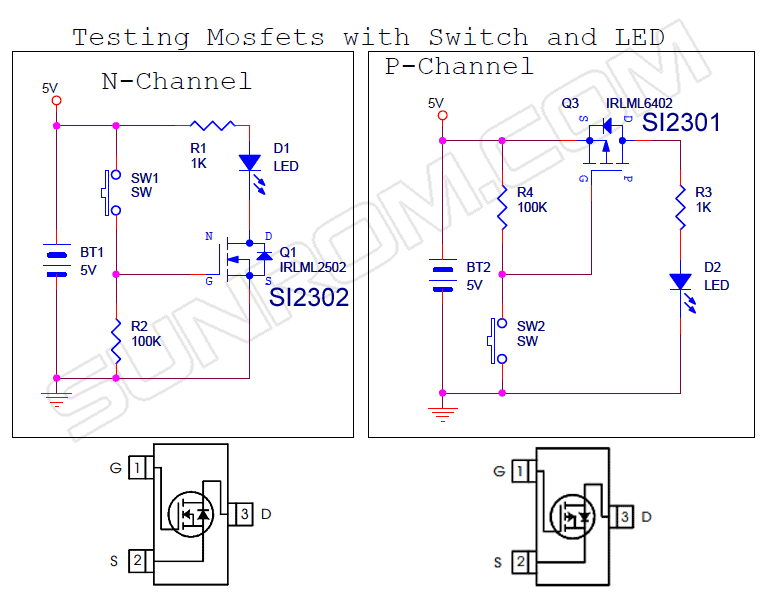 Testing Mosfets with Switch and LED
N-Channel
P-Channel
5V
R1
1K
D1
LED
SW1
SW
BT1
5V
N
D
G
S
Q1
IRLML2502
SI2302
R2
100K
5V
Q3
IRLML6402
SI2301
S
D
G
P
R4
100K
R3
1K
BT2
5V
D2
LED
SW2
SW
SUNROM.COM
G 1
3 D
S 2
G 1
3 D
S 2